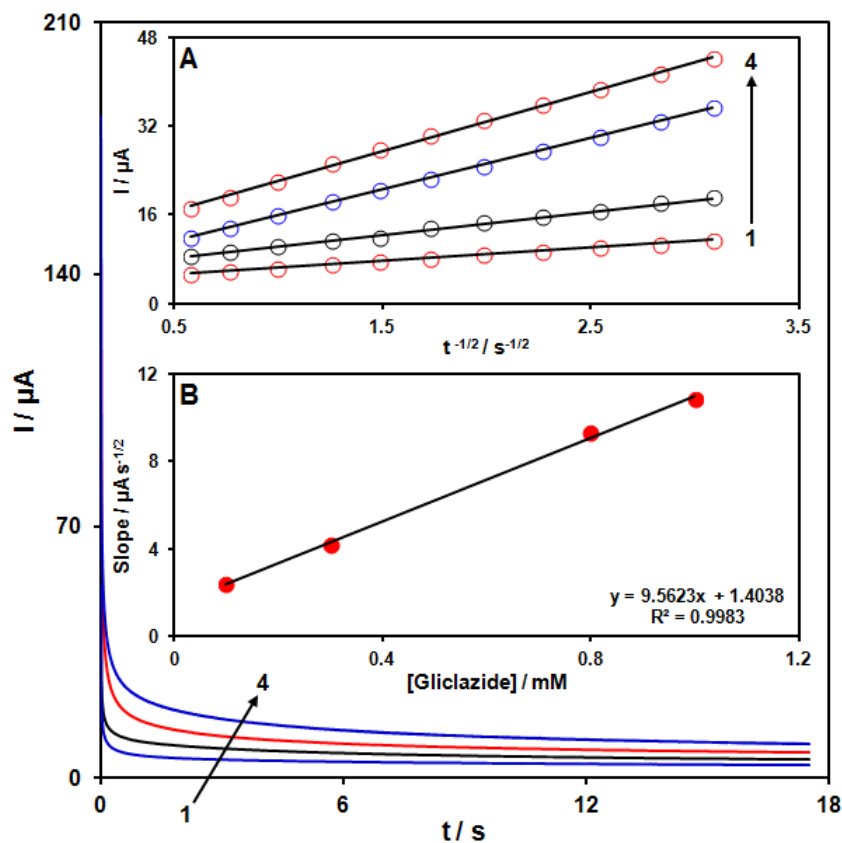 210
140
70
0
I / µA
0
6
12
18
t / s
1
4
A
48
32
16
0
I / µA
0.5
1.5
2.5
3.5
t -1/2 / s-1/2
4
1
B
12
8
4
0
Slope / µA s-1/2
0
0.4
0.8
1.2
[Gliclazide] / mM
y = 9.5623x + 1.4038
R² = 0.9983